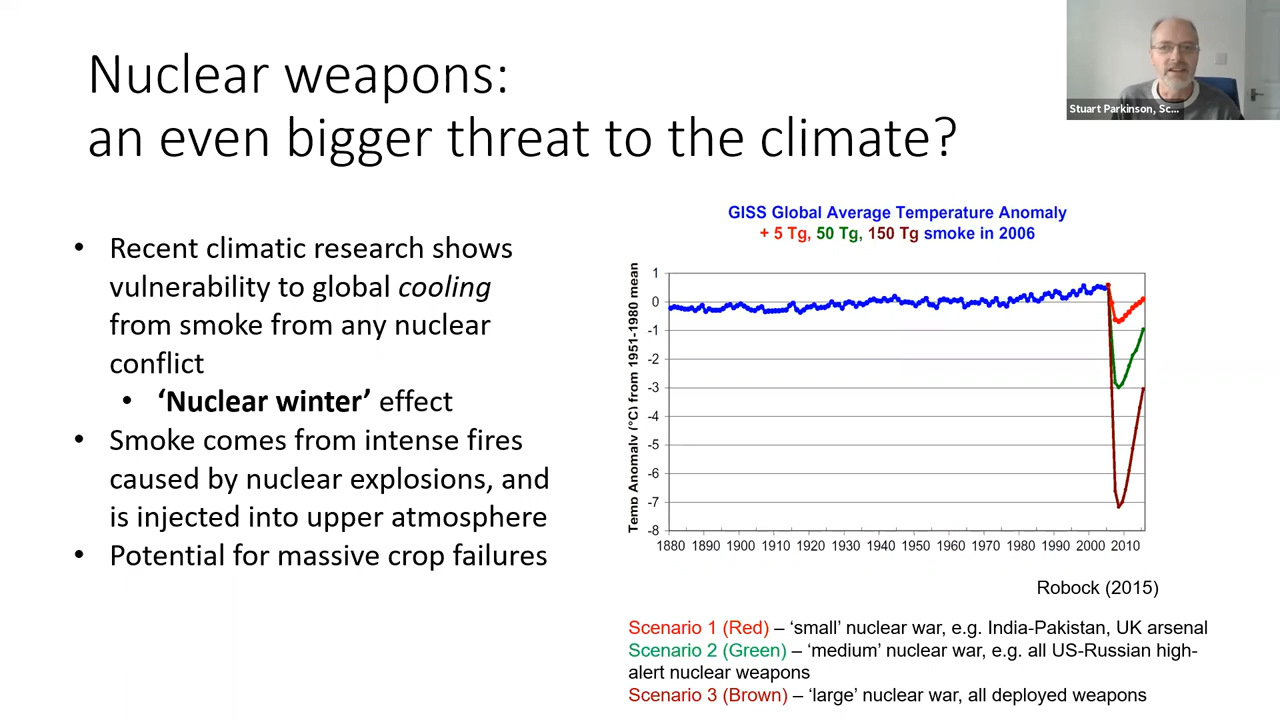 Nuclear weapons:
an even bigger threat to the climate?
Stuart Parkinson, Sc...
• Recent climatic research shows
vulnerability to global cooling
from smoke from any nuclear
conflict
• ‘Nuclear winter’ effect
• Smoke comes from intense fires
caused by nuclear explosions, and
is injected into upper atmosphere
• Potential for massive crop failures
GISS Global Average Temperature Anomaly
+ 5 Tg, 50 Tg, 150 Tg smoke in 2006
Temp Anomaly (°C) from 1951-1980 mean
1
0
-1
-2
-3
-4
-5
-6
-7
-8
1880 1890 1900 1910 1920 1930 1940 1950 1960 1970 1980 1990 2000 2010
Robock (2015)
Scenario 1 (Red) – ‘small’ nuclear war, e.g. India-Pakistan, UK arsenal
Scenario 2 (Green) – ‘medium’ nuclear war, e.g. all US-Russian high-
alert nuclear weapons
Scenario 3 (Brown) – ‘large’ nuclear war, all deployed weapons